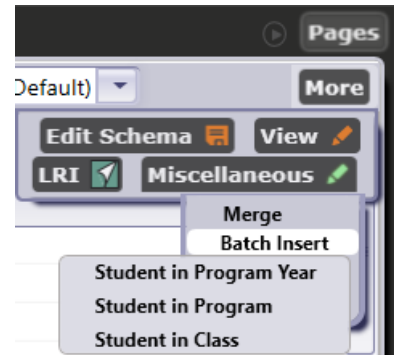 Pages
Default) More
Edit Schema View
LRI Miscellaneous
Merge
Batch Insert
Student in Program Year
Student in Program
Student in Class